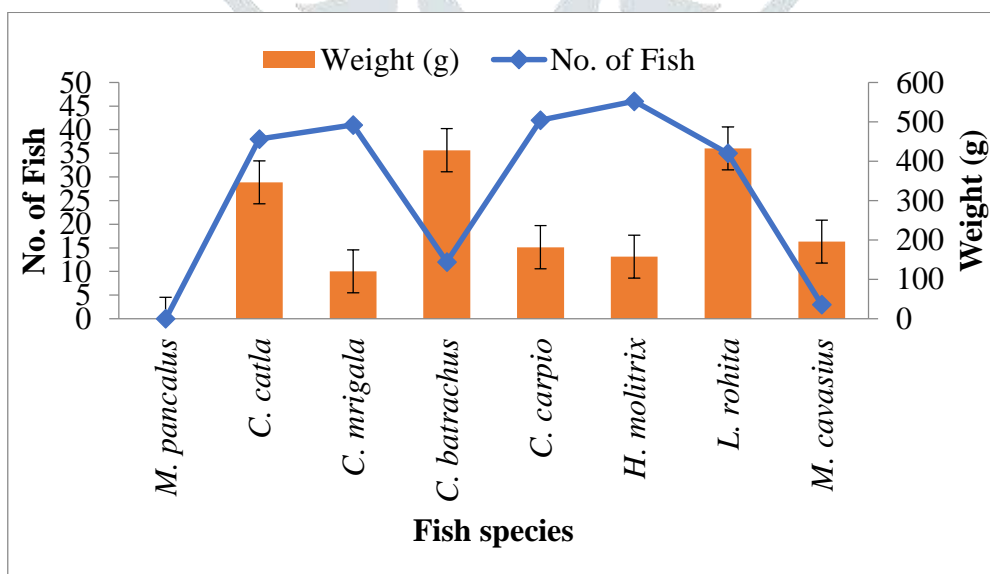 Weight (g) No. of Fish
50
45
40
35
30
25
20
15
10
5
0
No. of Fish
600
500
400
300
200
100
0
Weight (g)
M. pancalus
C. catla
C. mrigala
C. batrachus
C. carpio
H. molitrix
L. rohita
M. cavasius
Fish species